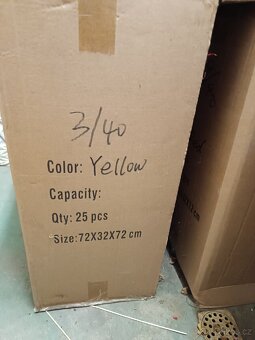 3/40
Color: Yellow
Capacity:
Qty: 25 pcs
Size:72X32X72 cm